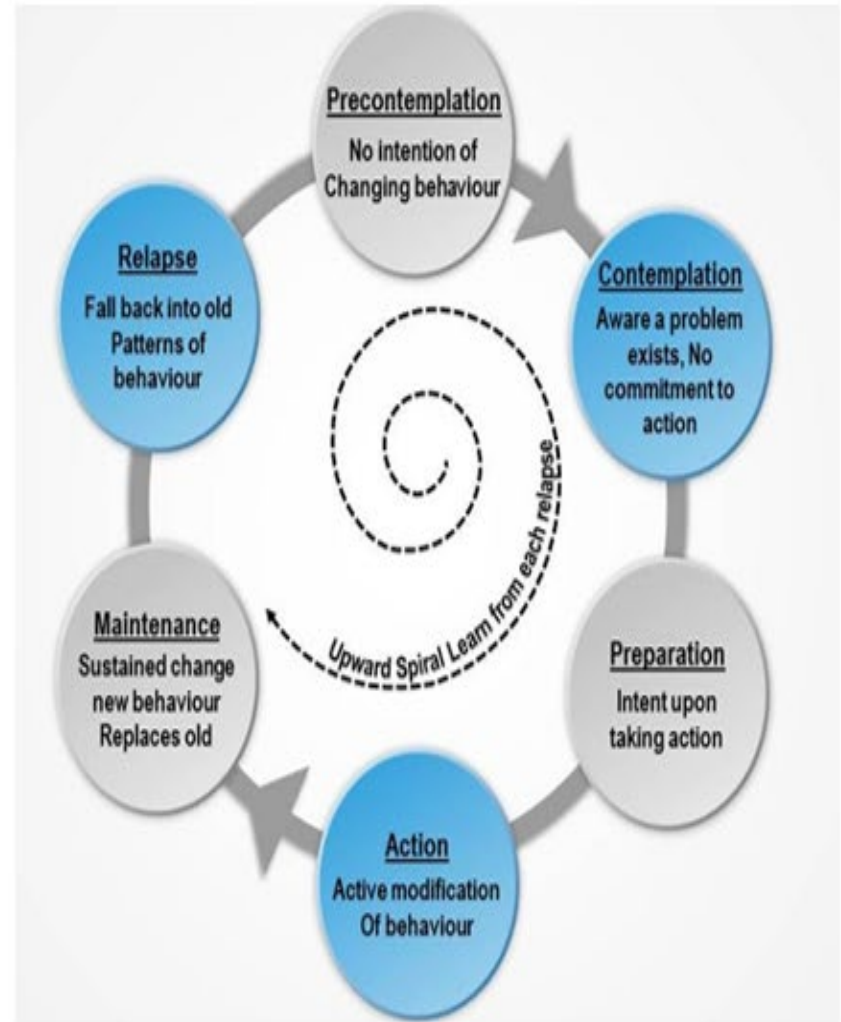 Precontemplation
No intention of
Changing behaviour
Contemplation
Aware a problem
exists, No
commitment to
action
Preparation
Intent upon
taking action
Action
Active modification
Of behaviour
Maintenance
Sustained change
new behaviour
Replaces old
Relapse
Fall back into old
Patterns of
behaviour
Upward Spiral Learn from each relapse